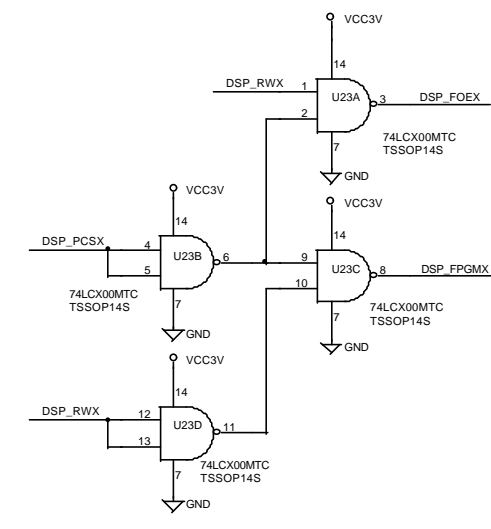 VCC3V
14
DSP_RWX
1
U23A
3
DSP_FOEX
2
74LCX00MTC
TSSOP14S
7
GND
VCC3V
14
DSP_PCSX
4
U23B
6
5
74LCX00MTC
TSSOP14S
7
GND
VCC3V
14
9
U23C
8
DSP_FPGMX
10
74LCX00MTC
TSSOP14S
7
GND
VCC3V
14
DSP_RWX
12
U23D
11
13
74LCX00MTC
TSSOP14S
7
GND